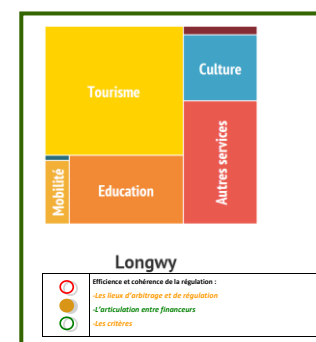 Culture
Tourisme
Autres services
Mobilité
Education
Longwy
Efficience et cohérence de la régulation :
-Les lieux d'arbitrage et de régulation
-L'articulation entre financeurs
-Les critères